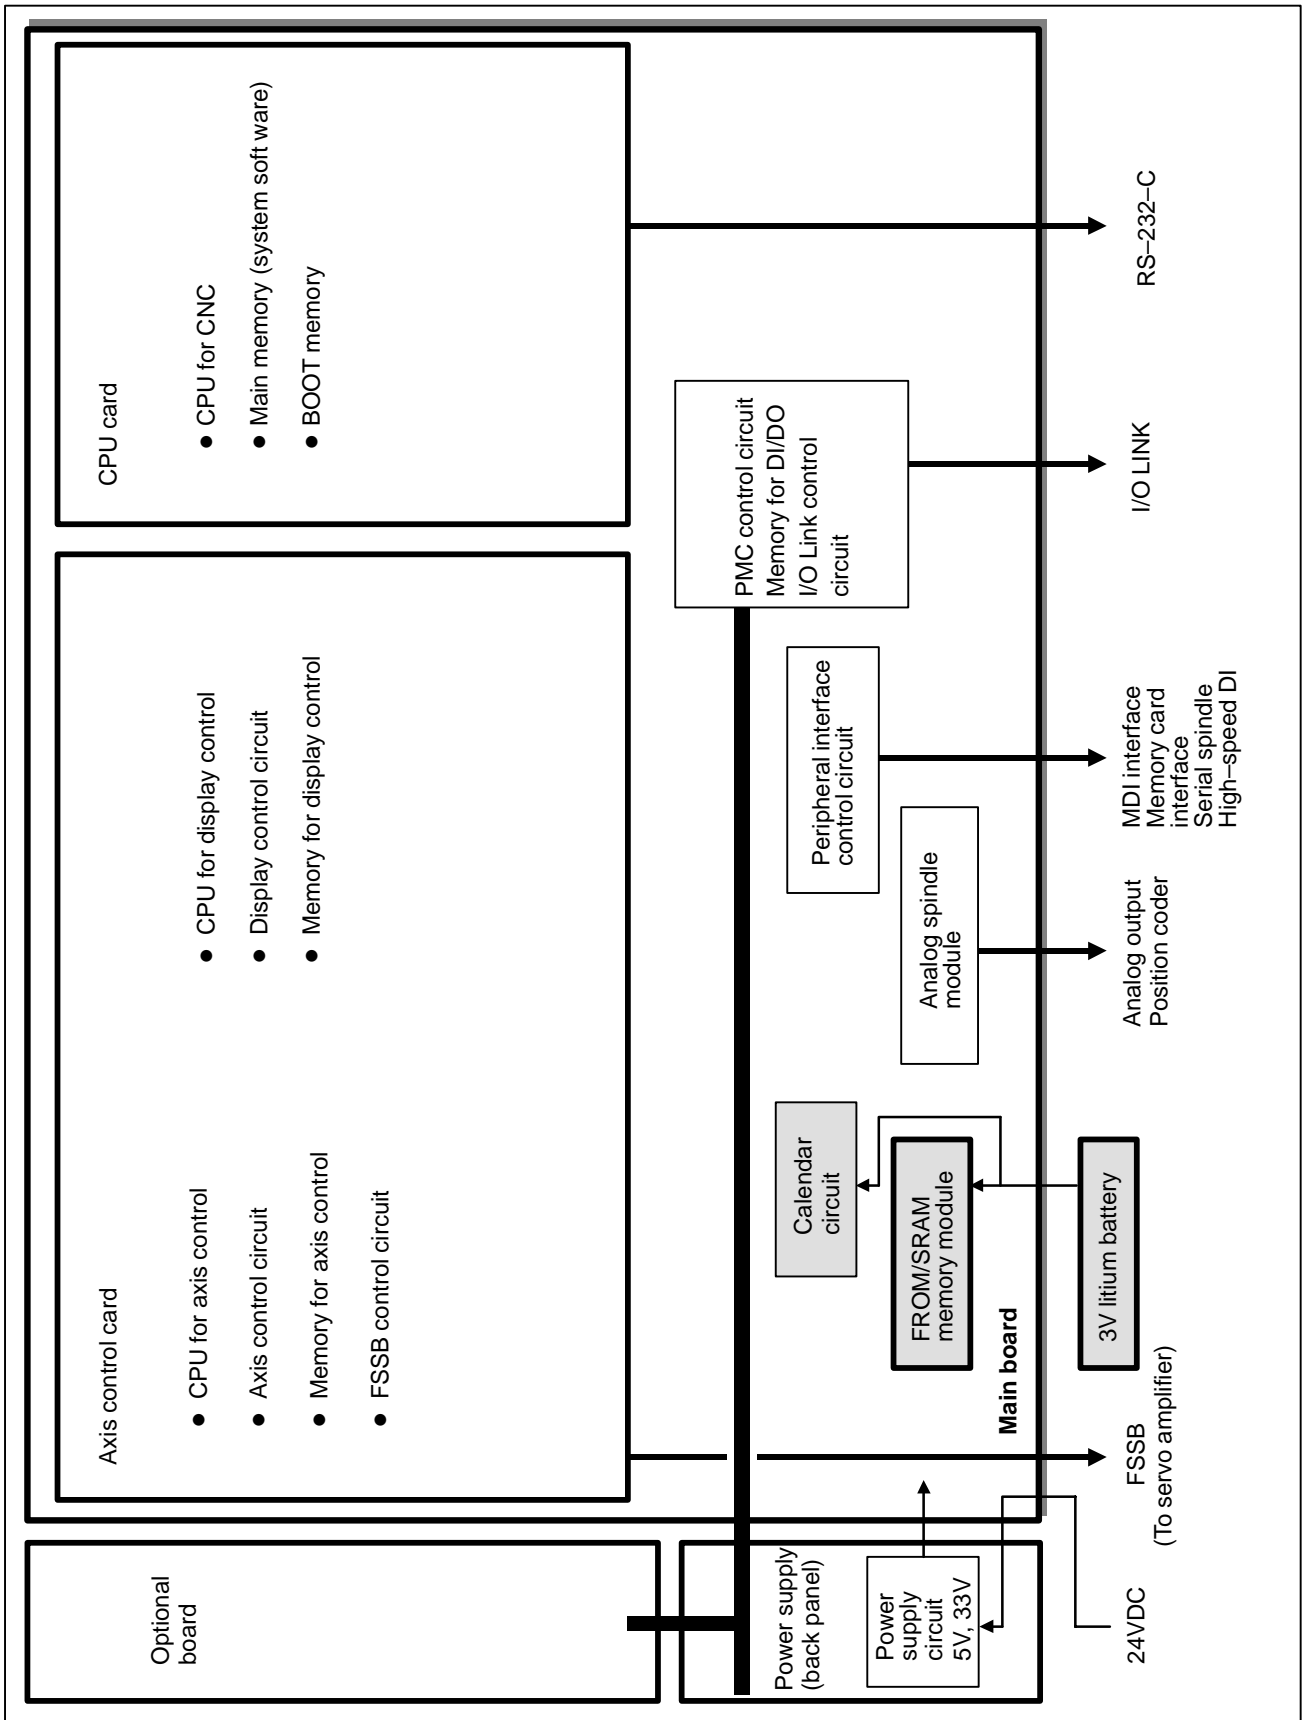 Optional
board
Axis control card
● CPU for axis control
● Axis control circuit
● Memory for axis control
● FSSB control circuit
● CPU for display control
● Display control circuit
● Memory for display control
CPU card
● CPU for CNC
● Main memory (system soft ware)
● BOOT memory
Power supply
(back panel)
Power
supply
circuit
5V, 33V
Calendar
circuit
FROM/SRAM
memory module
Main board
3V litium battery
Analog spindle
module
Peripheral interface
control circuit
PMC control circuit
Memory for DI/DO
I/O Link control
circuit
24VDC
FSSB
(To servo amplifier)
Analog output
Position coder
MDI interface
Memory card
interface
Serial spindle
High–speed DI
I/O LINK
RS–232–C